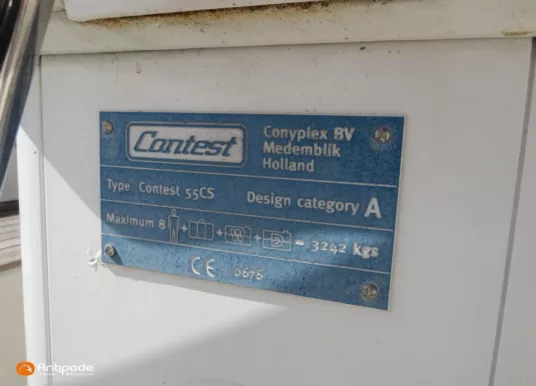 Contest
Conyplex BV
Medemblik
Holland
Type Contest 55CS
Design category A
Maximum 8 + + + = 3242 kgs
CE 0676
Antipode